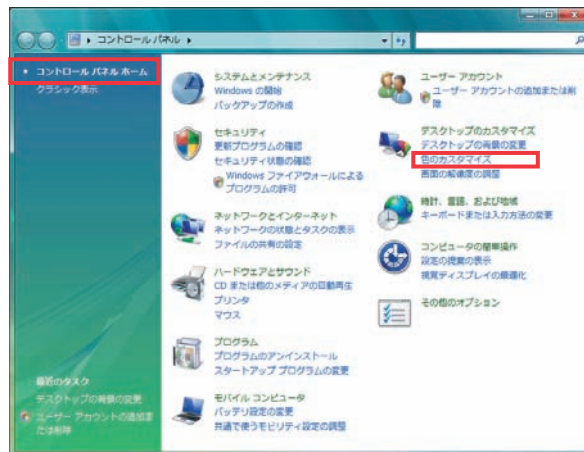 コントロール パネル
コントロール パネル ホーム
クラシック表示
システムとメンテナンス
Windows の開始
バックアップの作成
セキュリティ
更新プログラムの確認
セキュリティ状態の確認
Windows ファイアウォールによる
プログラムの許可
ネットワークとインターネット
ネットワークの状態とタスクの表示
ファイルの共有の設定
ハードウェアとサウンド
CD または他のメディアの自動再生
プリンタ
マウス
プログラム
プログラムのアンインストール
スタートアップ プログラムの変更
モバイル コンピュータ
バッテリ設定の変更
共通で使うモビリティ設定の調整
ユーザー アカウント
ユーザー アカウントの追加または削
除
デスクトップのカスタマイズ
デスクトップの背景の変更
色のカスタマイズ
画面の解像度の調整
時計、言語、および地域
キーボードまたは入力方法の変更
コンピュータの簡単操作
設定の提案の表示
視覚ディスプレイの最適化
その他のオプション
最近のタスク
デスクトップの背景の変更
ユーザー アカウントの追加ま
たは削除